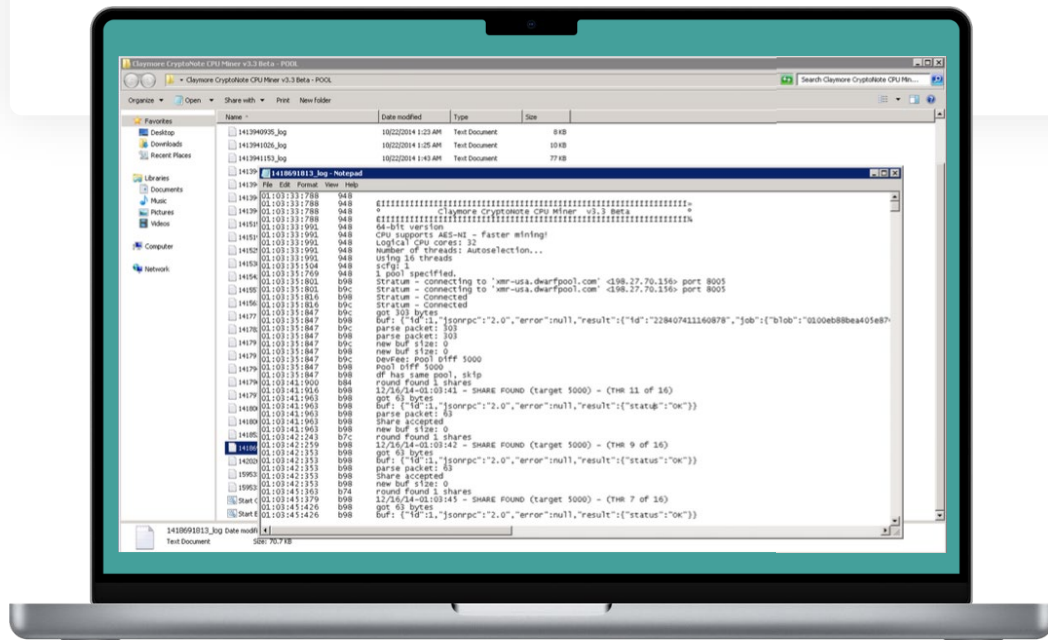 Claymore CryptoNote CPU Miner v3.3 Beta - POOL
Claymore CryptoNote CPU Miner v3.3 Beta - POOL
Search Claymore CryptoNote CPU Min...
Organize Open Share with Print New folder
Favorites
Desktop
Downloads
Recent Places
Libraries
Documents
Music
Pictures
Videos
Computer
Network
Name Date modified Type Size
1413940935_log 10/22/2014 1:23 AM Text Document 8 KB
1413941026_log 10/22/2014 1:25 AM Text Document 10 KB
1413941153_log 10/22/2014 1:43 AM Text Document 77 KB
1418691813_log - Notepad
File Edit Format View Help
01:03:33:788 948
01:03:33:788 948
01:03:33:788 948 Claymore CryptoNote CPU Miner v3.3 Beta
01:03:33:788 948
01:03:33:991 948 64-bit version
01:03:33:991 948 CPU supports AES-NI - faster mining!
01:03:33:991 948 Logical CPU cores: 32
01:03:33:991 948 Number of threads: Autoselection...
01:03:33:991 948 Using 16 threads
01:03:35:504 948 scfg: 1
01:03:35:769 948 1 pool specified.
01:03:35:801 b98 Stratum - connecting to 'xmr-usa.dwarfpool.com' <198.27.70.156> port 8005
01:03:35:801 b9c Stratum - connecting to 'xmr-usa.dwarfpool.com' <198.27.70.156> port 8005
01:03:35:816 b98 Stratum - Connected
01:03:35:816 b9c Stratum - Connected
01:03:35:847 b9c got 303 bytes
01:03:35:847 b98 buf: {"id":1,"jsonrpc":"2.0","error":null,"result":{"id":"228407411160878","job":{"blob":"0100eb88bea405e87
01:03:35:847 b9c parse packet: 303
01:03:35:847 b98 parse packet: 303
01:03:35:847 b9c new buf size: 0
01:03:35:847 b98 new buf size: 0
01:03:35:847 b9c DevFee: Pool Diff 5000
01:03:35:847 b98 Pool Diff 5000
01:03:35:847 b98 df has same pool, skip
01:03:41:900 b84 round found 1 shares
01:03:41:916 b98 12/16/14-01:03:41 - SHARE FOUND (target 5000) - (THR 11 of 16)
01:03:41:963 b98 got 63 bytes
01:03:41:963 b98 buf: {"id":1,"jsonrpc":"2.0","error":null,"result":{"status":"OK"}}
01:03:41:963 b98 parse packet: 63
01:03:41:963 b98 Share accepted
01:03:41:963 b98 new buf size: 0
01:03:42:243 b7c round found 1 shares
01:03:42:259 b98 12/16/14-01:03:42 - SHARE FOUND (target 5000) - (THR 9 of 16)
01:03:42:353 b98 got 63 bytes
01:03:42:353 b98 buf: {"id":1,"jsonrpc":"2.0","error":null,"result":{"status":"OK"}}
01:03:42:353 b98 parse packet: 63
01:03:42:353 b98 Share accepted
01:03:42:353 b98 new buf size: 0
01:03:45:363 b74 round found 1 shares
01:03:45:379 b98 12/16/14-01:03:45 - SHARE FOUND (target 5000) - (THR 7 of 16)
01:03:45:426 b98 got 63 bytes
01:03:45:426 b98 buf: {"id":1,"jsonrpc":"2.0","error":null,"result":{"status":"OK"}}
1418691813_log Date modifi
Text Document Size: 70.7 KB